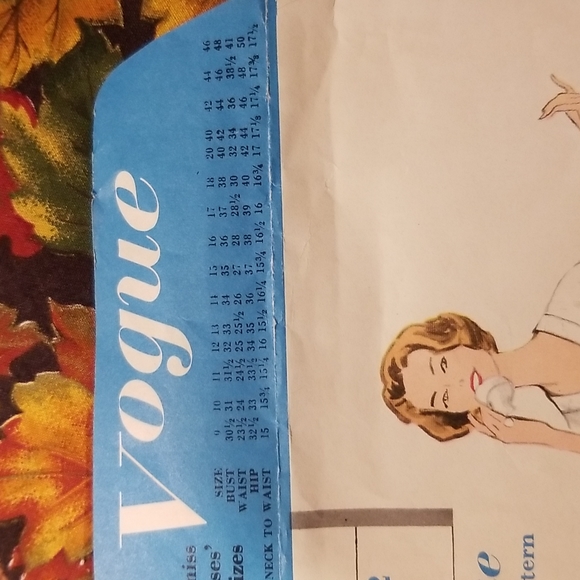 Vogue
miss
ses'
izes
SIZE 9 10 11 12 13 14 15 16 17 18 20 40 42 44 46
BUST 30½ 31 31½ 32 33 34 35 36 37 38 40 42 44 46 48
WAIST 23½ 24 24½ 25 25½ 26 27 28 28½ 30 32 34 36 38½ 41
HIP 32½ 33 33½ 34 35 36 37 38 39 40 42 44 46 48 50
NECK TO WAIST 15 15¾ 15¼ 16 15½ 16¼ 15¾ 16½ 16 16¾ 17 17⅛ 17¼ 17⅜ 17½
e
ttern